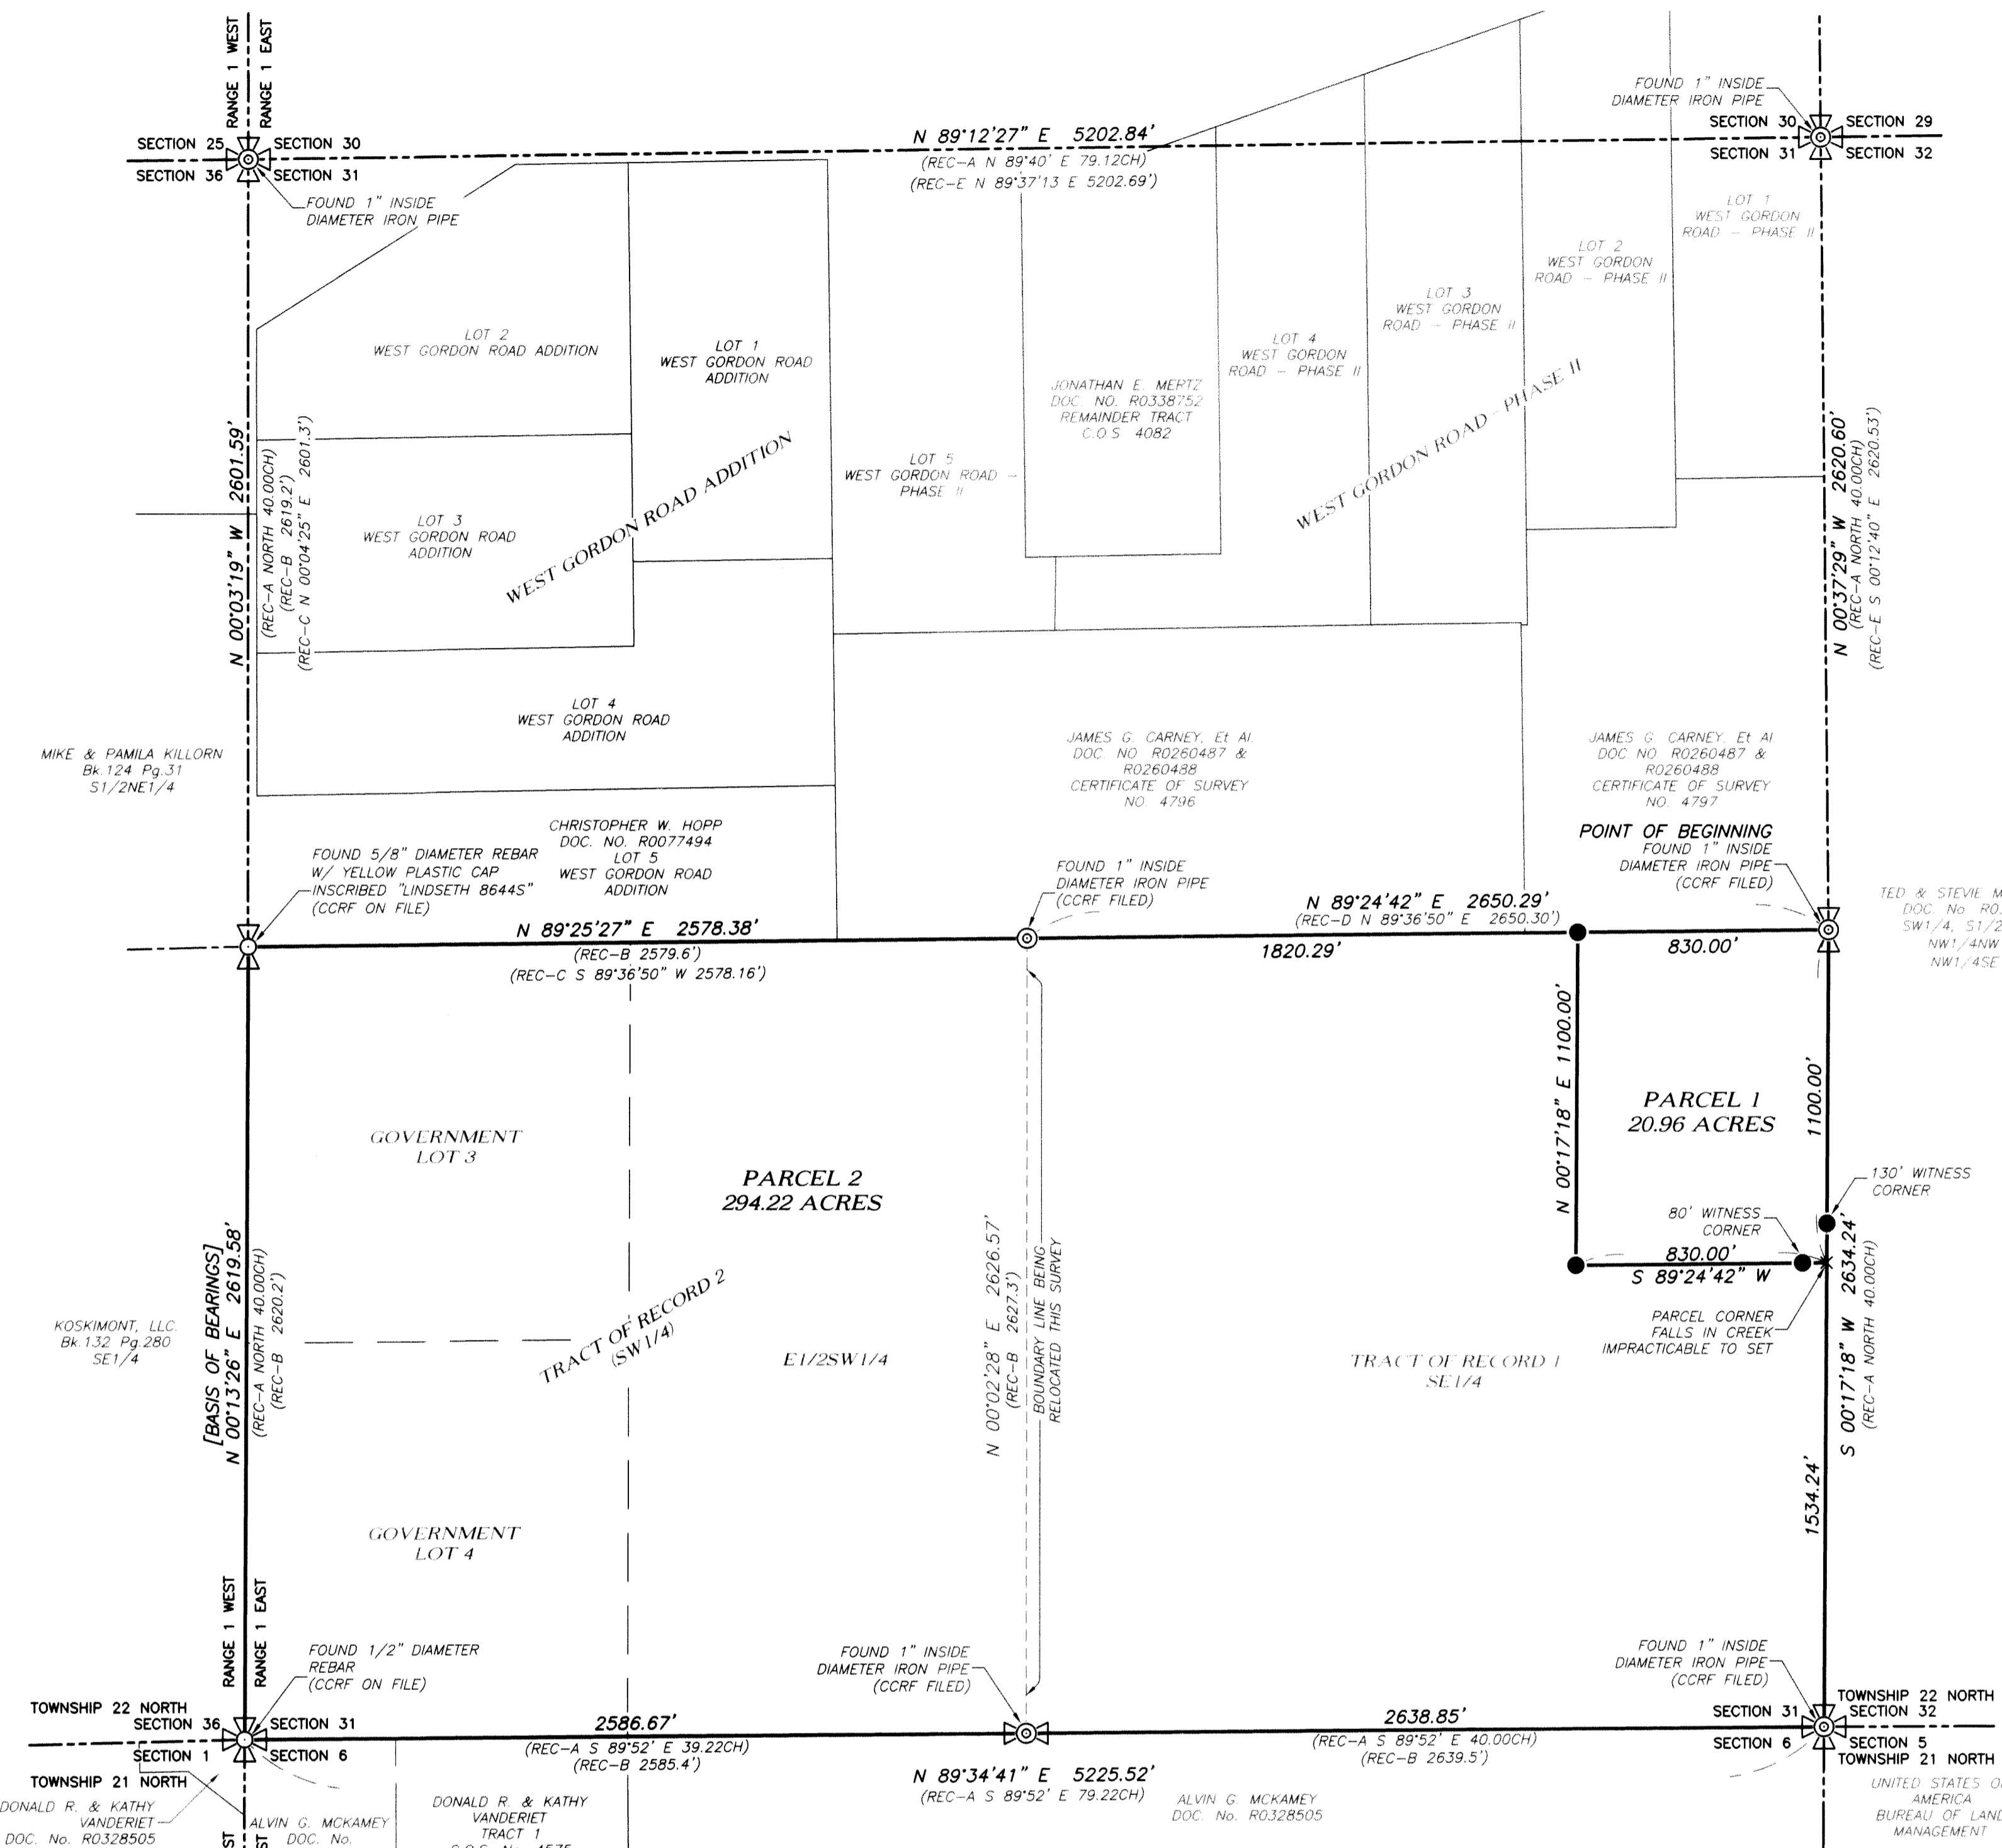 RANGE 1 WEST
RANGE 1 EAST
SECTION 25
SECTION 30
SECTION 36
SECTION 31
FOUND 1" INSIDE
DIAMETER IRON PIPE
N 89°12'27" E 5202.84'
(REC-A N 89°40' E 79.12CH)
(REC-E N 89°37'13 E 5202.69')
FOUND 1" INSIDE
DIAMETER IRON PIPE
SECTION 30
SECTION 29
SECTION 31
SECTION 32
LOT 1
WEST GORDON
ROAD - PHASE II
LOT 2
WEST GORDON
ROAD - PHASE II
LOT 3
WEST GORDON
ROAD - PHASE II
LOT 4
WEST GORDON
ROAD - PHASE II
JONATHAN E. MERTZ
DOC. NO. R0338752
REMAINDER TRACT
C.O.S 4082
LOT 5
WEST GORDON ROAD -
PHASE II
WEST GORDON ROAD - PHASE II
LOT 2
WEST GORDON ROAD ADDITION
LOT 1
WEST GORDON ROAD
ADDITION
LOT 3
WEST GORDON ROAD
ADDITION
WEST GORDON ROAD ADDITION
LOT 4
WEST GORDON ROAD
ADDITION
N 00°03'19" W 2601.59'
(REC-A NORTH 40.00CH)
(REC-B 2619.2')
(REC-C N 00°04'25" E 2601.3')
N 00°37'29" W 2620.60'
(REC-A NORTH 40.00CH)
(REC-E S 00°12'40" E 2620.53')
MIKE & PAMILA KILLORN
Bk.124 Pg.31
S1/2NE1/4
JAMES G. CARNEY, Et Al.
DOC. NO R0260487 &
R0260488
CERTIFICATE OF SURVEY
NO. 4796
JAMES G. CARNEY, Et Al
DOC. NO. R0260487 &
R0260488
CERTIFICATE OF SURVEY
NO. 4797
CHRISTOPHER W. HOPP
DOC. NO. R0077494
LOT 5
WEST GORDON ROAD
ADDITION
FOUND 5/8" DIAMETER REBAR
W/ YELLOW PLASTIC CAP
INSCRIBED "LINDSETH 8644S"
(CCRF ON FILE)
FOUND 1" INSIDE
DIAMETER IRON PIPE
(CCRF FILED)
POINT OF BEGINNING
FOUND 1" INSIDE
DIAMETER IRON PIPE
(CCRF FILED)
TED & STEVIE M
DOC. No R0
SW1/4, S1/2
NW1/4NW
NW1/4SE
N 89°25'27" E 2578.38'
(REC-B 2579.6')
(REC-C S 89°36'50" W 2578.16')
N 89°24'42" E 2650.29'
(REC-D N 89°36'50" E 2650.30')
1820.29'
830.00'
N 00°17'18" E 1100.00'
1100.00'
PARCEL 1
20.96 ACRES
130' WITNESS
CORNER
80' WITNESS
CORNER
830.00'
S 89°24'42" W
PARCEL CORNER
FALLS IN CREEK
IMPRACTICABLE TO SET
S 00°17'18" W 2634.24'
(REC-A NORTH 40.00CH)
1534.24'
GOVERNMENT
LOT 3
PARCEL 2
294.22 ACRES
TRACT OF RECORD 2
(SW1/4)
E1/2SW1/4
N 00°02'28" E 2626.57'
(REC-B 2627.3')
BOUNDARY LINE BEING
RELOCATED THIS SURVEY
TRACT OF RECORD 1
SE1/4
KOSKIMONT, LLC.
Bk.132 Pg.280
SE1/4
[BASIS OF BEARINGS]
N 00°13'26" E 2619.58'
(REC-A NORTH 40.00CH)
(REC-B 2620.2')
GOVERNMENT
LOT 4
RANGE 1 WEST
RANGE 1 EAST
FOUND 1/2" DIAMETER
REBAR
(CCRF ON FILE)
FOUND 1" INSIDE
DIAMETER IRON PIPE
(CCRF FILED)
FOUND 1" INSIDE
DIAMETER IRON PIPE
(CCRF FILED)
TOWNSHIP 22 NORTH
SECTION 36
SECTION 31
SECTION 1
SECTION 6
TOWNSHIP 21 NORTH
2586.67'
(REC-A S 89°52' E 39.22CH)
(REC-B 2585.4')
2638.85'
(REC-A S 89°52' E 40.00CH)
(REC-B 2639.5')
N 89°34'41" E 5225.52'
(REC-A S 89°52' E 79.22CH)
TOWNSHIP 22 NORTH
SECTION 31
SECTION 32
SECTION 6
SECTION 5
TOWNSHIP 21 NORTH
DONALD R. & KATHY
VANDERIET
DOC. No. R0328505
ALVIN G. MCKAMEY
DOC. No.
DONALD R. & KATHY
VANDERIET
TRACT 1
ALVIN G. MCKAMEY
DOC. No. R0328505
UNITED STATES O
AMERICA
BUREAU OF LAND
MANAGEMENT